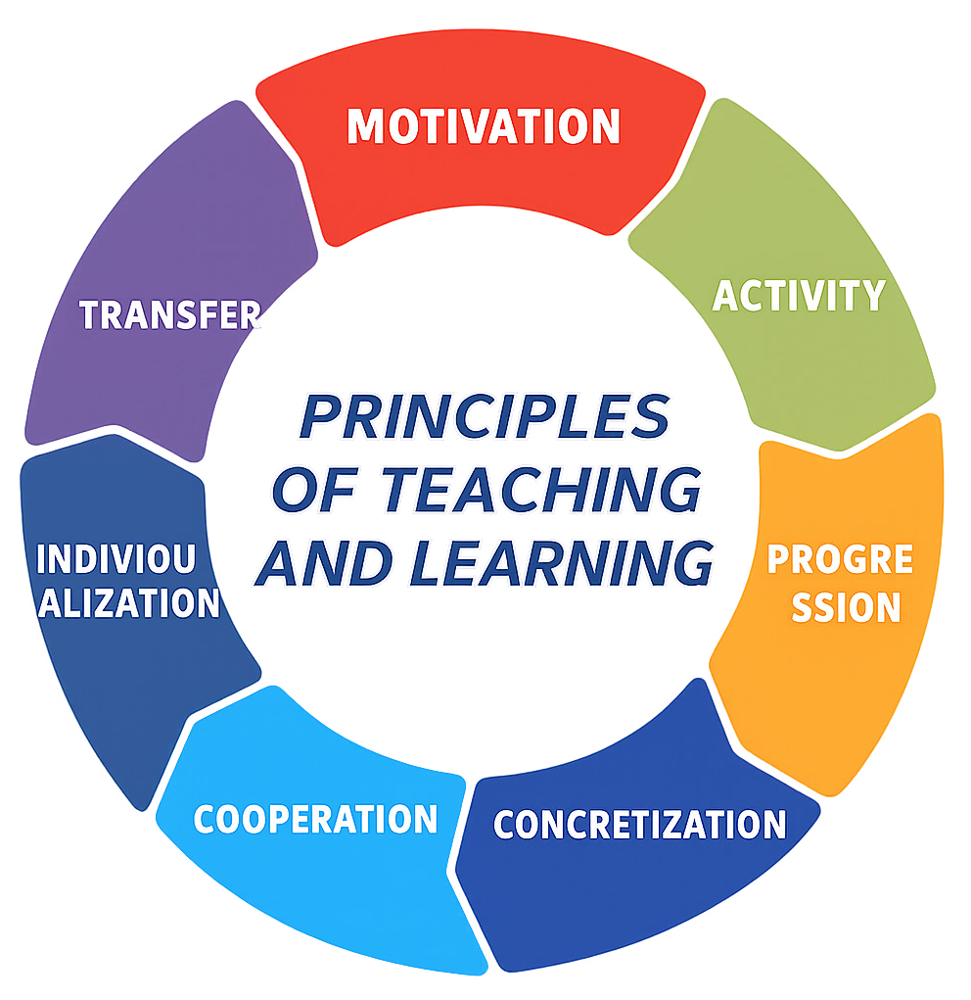 MOTIVATION
ACTIVITY
PROGRE
SSION
CONCRETIZATION
COOPERATION
INDIVIOU
ALIZATION
TRANSFER
PRINCIPLES
OF TEACHING
AND LEARNING